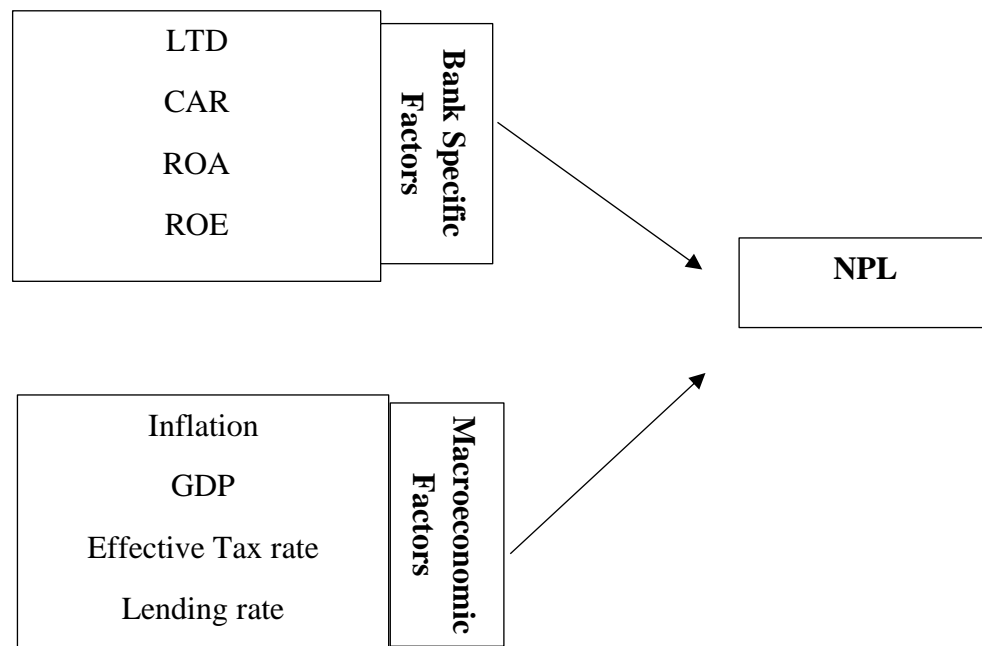 LTD
CAR
ROA
ROE
Bank Specific
Factors
NPL
Inflation
GDP
Effective Tax rate
Lending rate
Macroeconomic
Factors